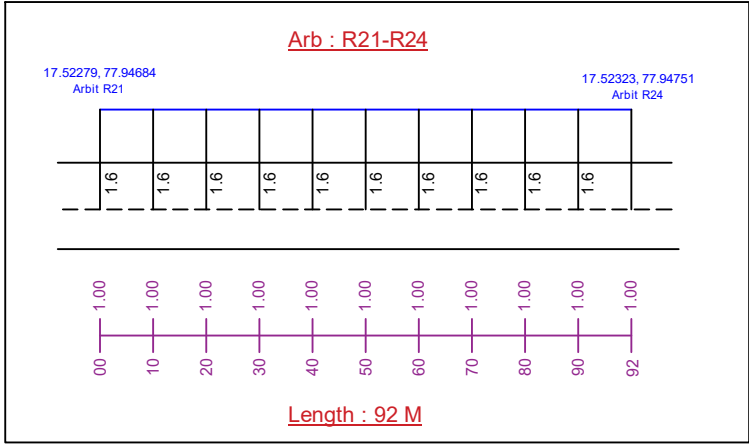 Arb : R21-R24
17.52279, 77.94684
Arbit R21
17.52323, 77.94751
Arbit R24
1.6 1.6 1.6 1.6 1.6 1.6 1.6 1.6 1.6 1.6
1.00 1.00 1.00 1.00 1.00 1.00 1.00 1.00 1.00 1.00 1.00
00 10 20 30 40 50 60 70 80 90 92
Length : 92 M